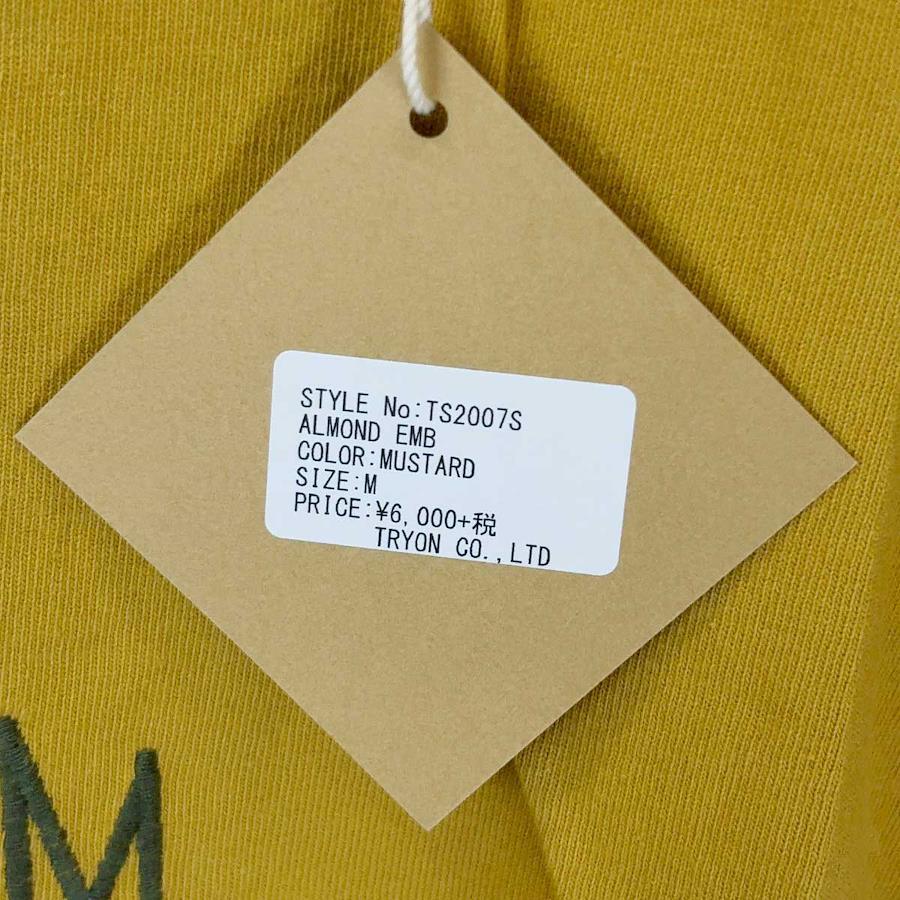 STYLE No:TS2007S
ALMOND EMB
COLOR:MUSTARD
SIZE:M
PRICE:¥6,000+税
TRYON CO.,LTD
M